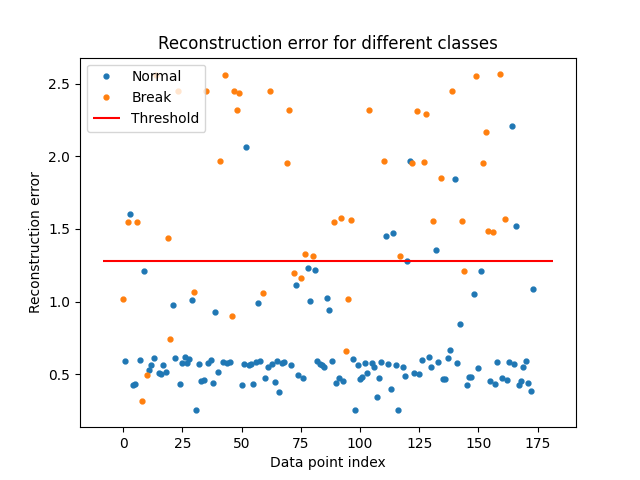 Reconstruction error for different classes
Normal
Break
Threshold
2.5
2.0
1.5
1.0
0.5
Reconstruction error
0 25 50 75 100 125 150 175
Data point index